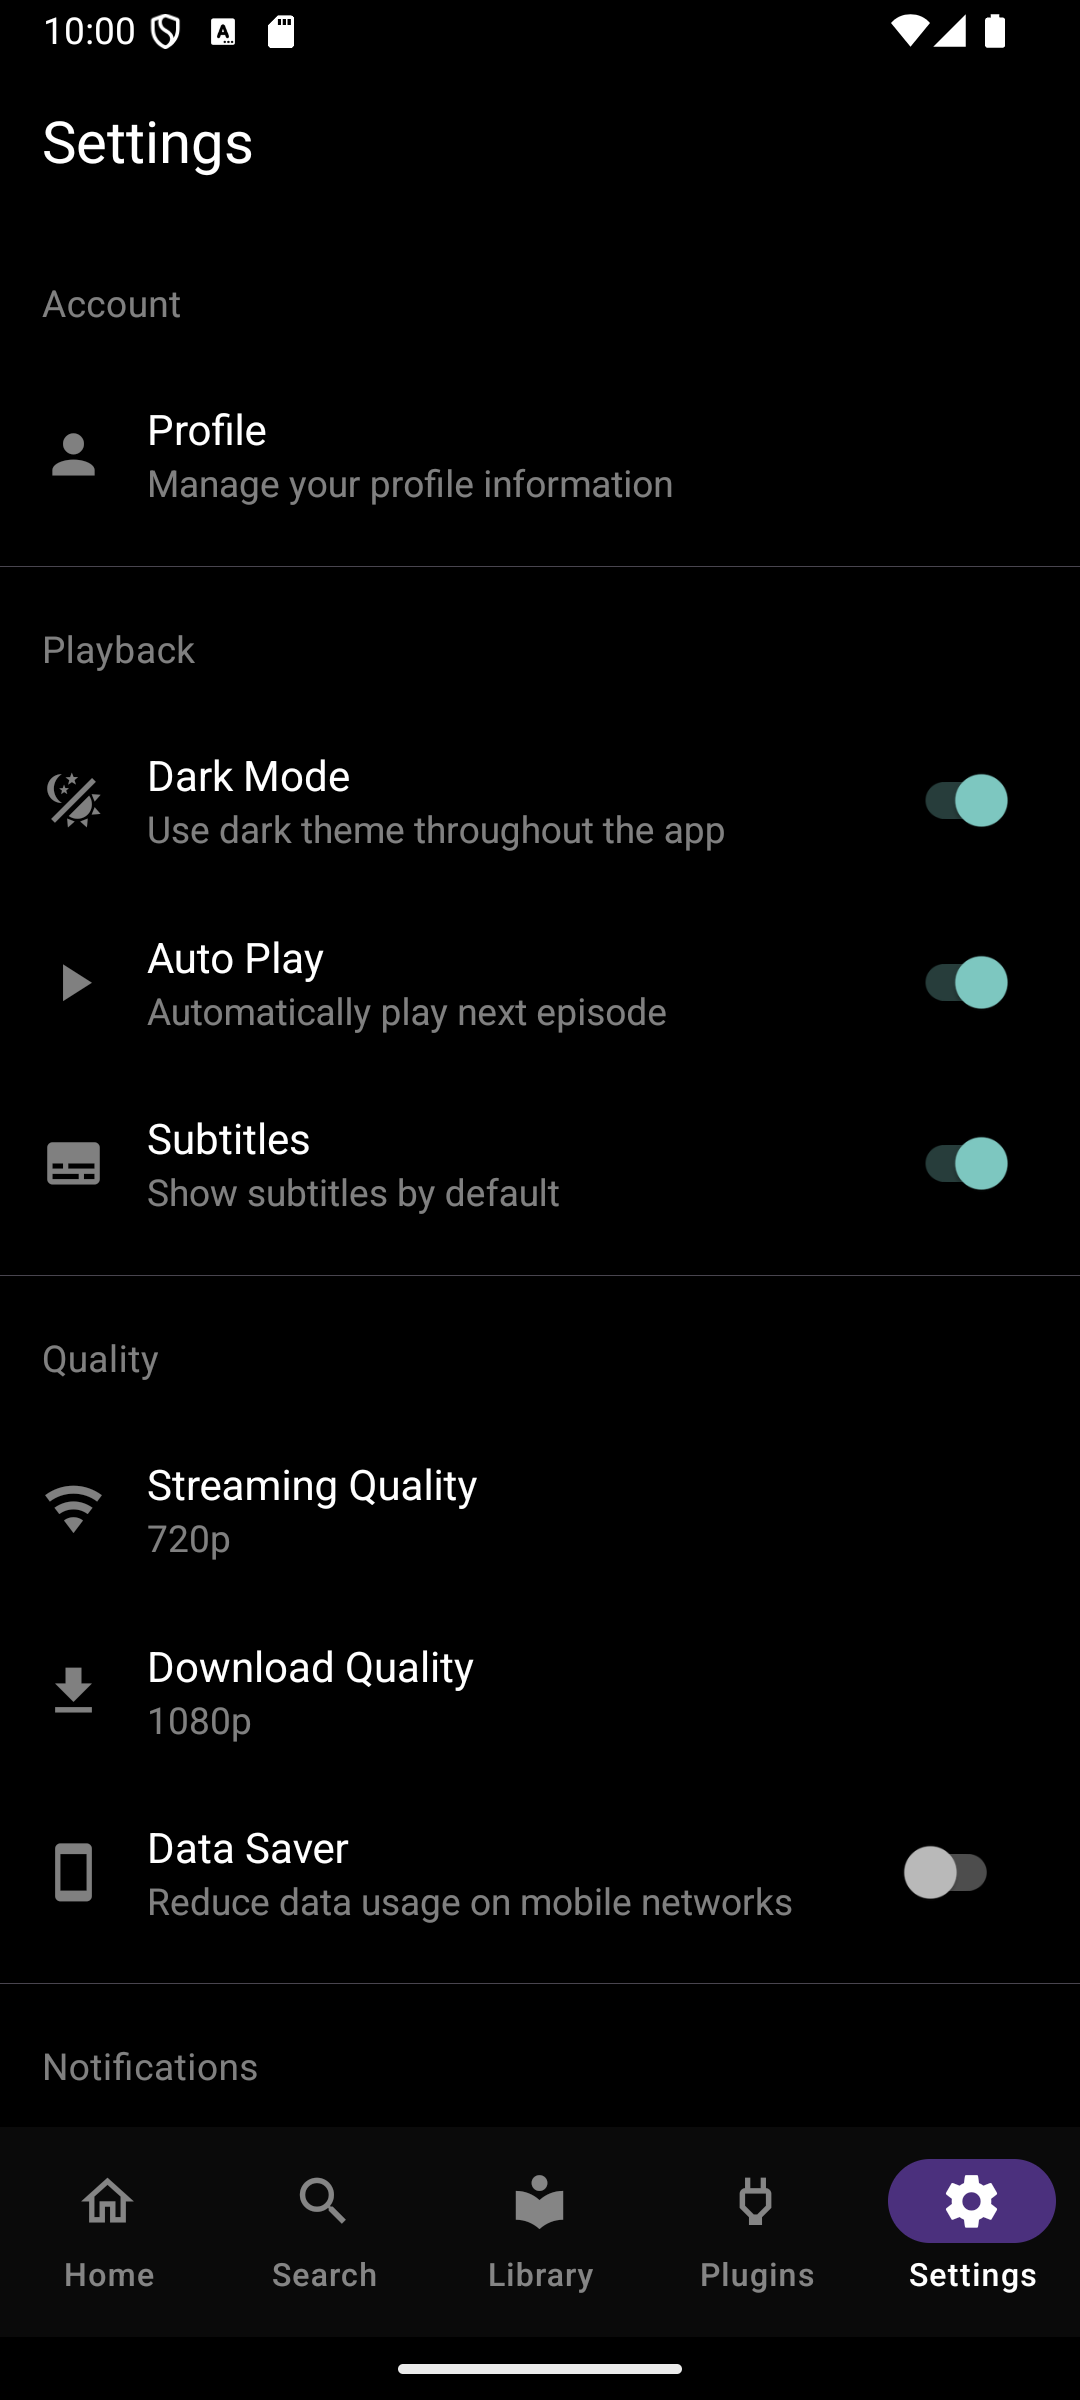 10:00
Settings
Account
Profile
Manage your profile information
Playback
Dark Mode
Use dark theme throughout the app
Auto Play
Automatically play next episode
Subtitles
Show subtitles by default
Quality
Streaming Quality
720p
Download Quality
1080p
Data Saver
Reduce data usage on mobile networks
Notifications
Home Search Library Plugins Settings